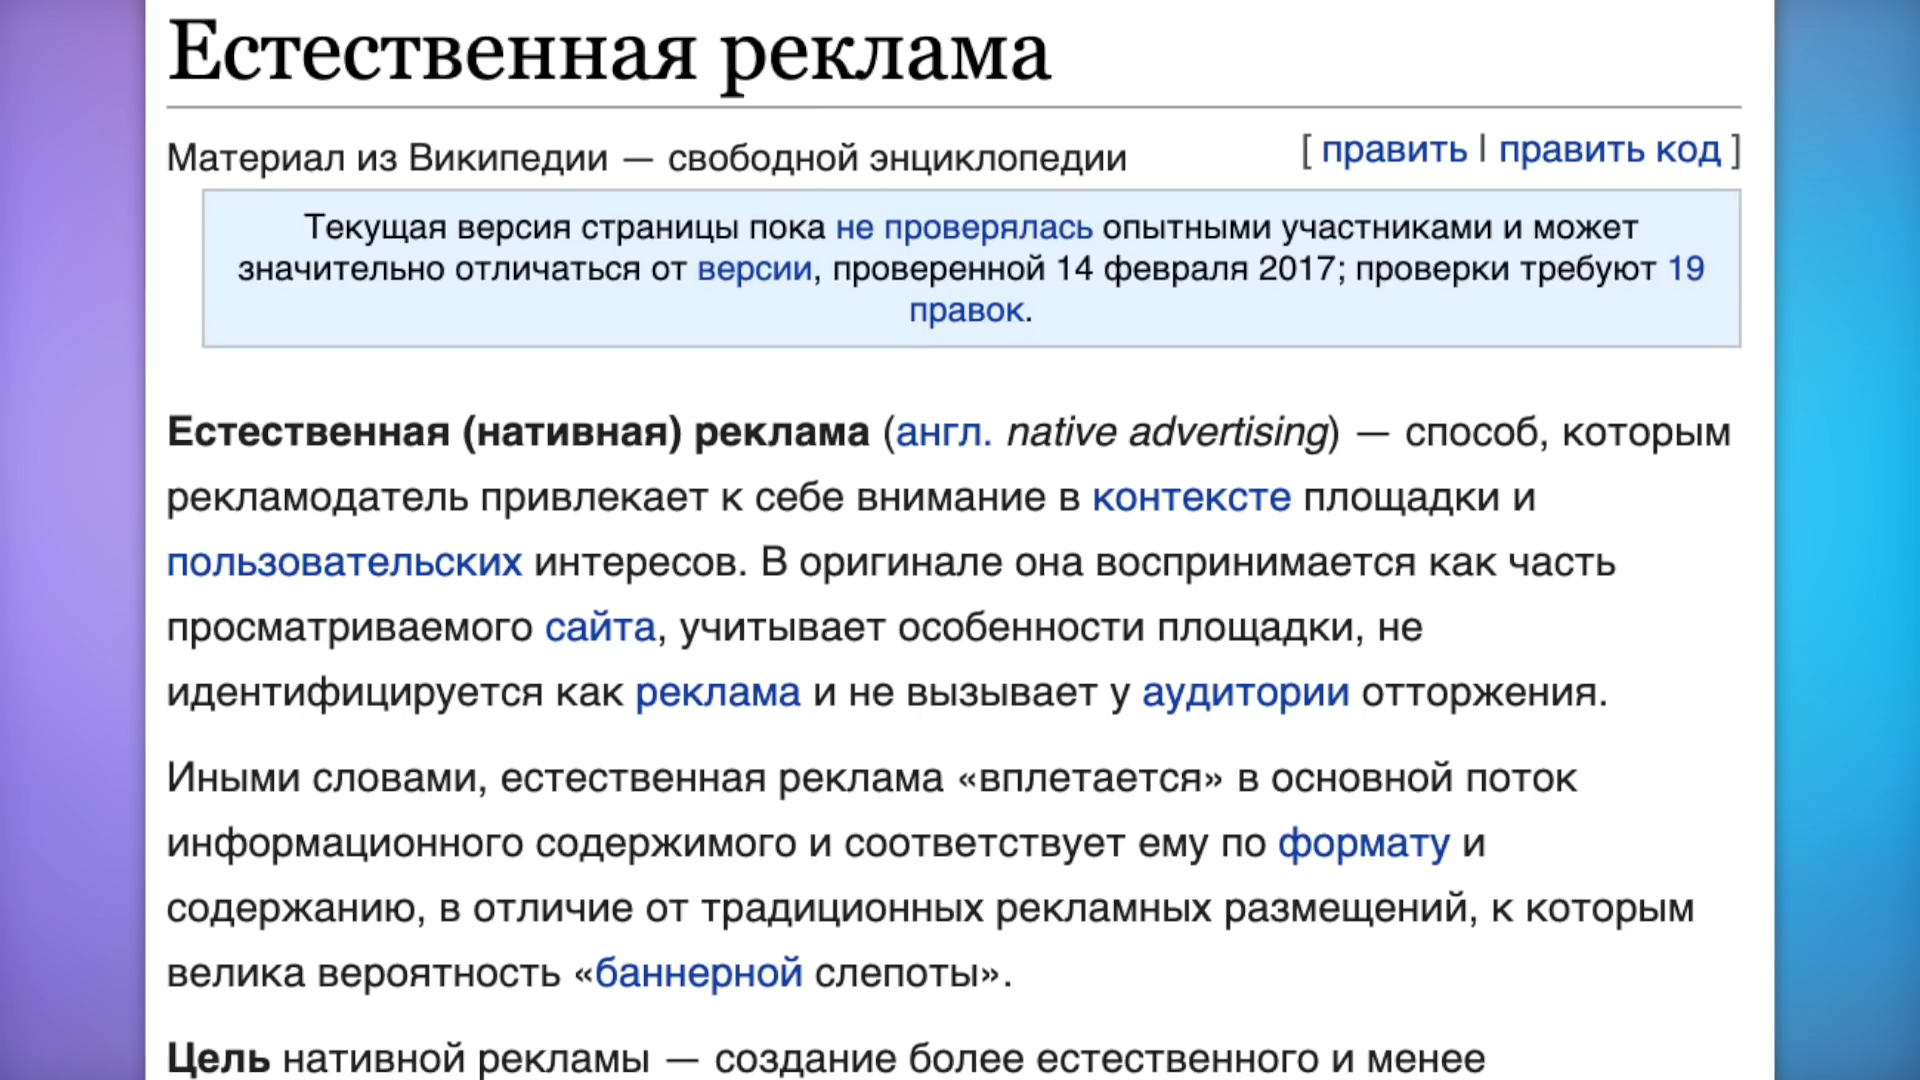 Естественная реклама
Материал из Википедии — свободной энциклопедии
[ править | править код ]
Текущая версия страницы пока не проверялась опытными участниками и может
значительно отличаться от версии, проверенной 14 февраля 2017; проверки требуют 19
правок.
Естественная (нативная) реклама (англ. native advertising) — способ, которым
рекламодатель привлекает к себе внимание в контексте площадки и
пользовательских интересов. В оригинале она воспринимается как часть
просматриваемого сайта, учитывает особенности площадки, не
идентифицируется как реклама и не вызывает у аудитории отторжения.
Иными словами, естественная реклама «вплетается» в основной поток
информационного содержимого и соответствует ему по формату и
содержанию, в отличие от традиционных рекламных размещений, к которым
велика вероятность «баннерной слепоты».
Цель нативной рекламы — создание более естественного и менее